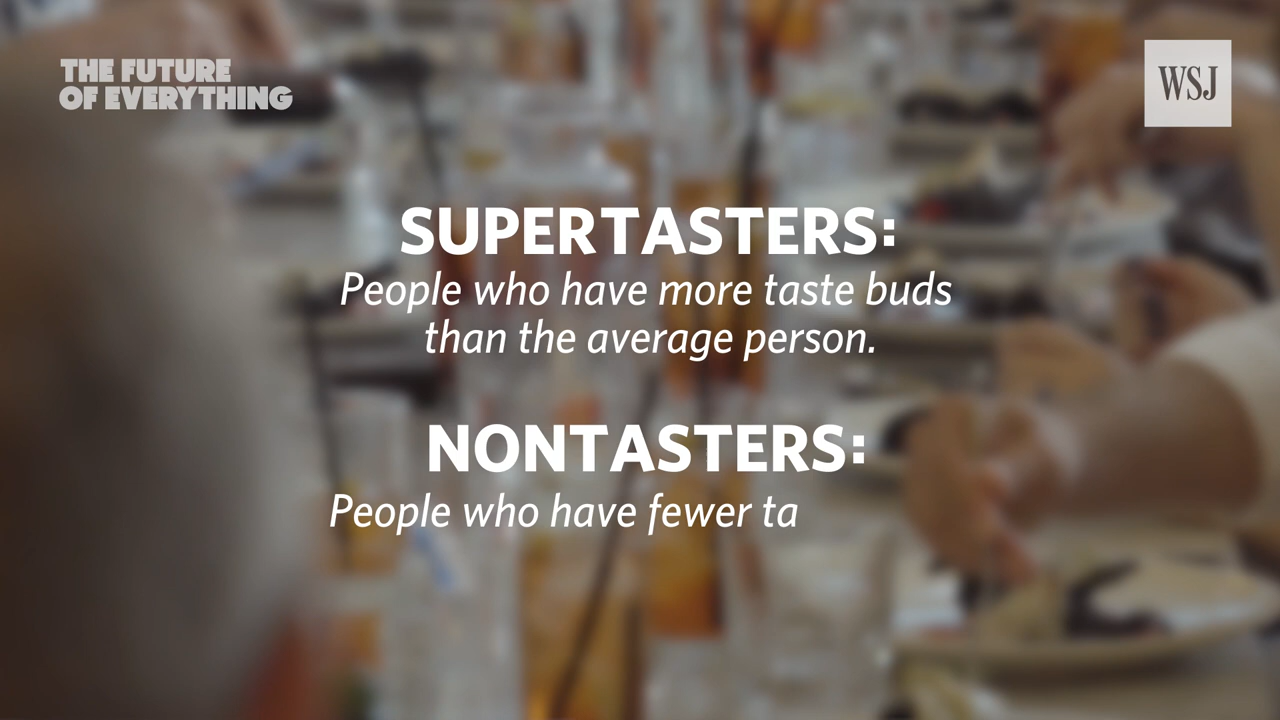 THE FUTURE
OF EVERYTHING
WSJ
SUPERTASTERS:
People who have more taste buds
than the average person.
NONTASTERS:
People who have fewer ta